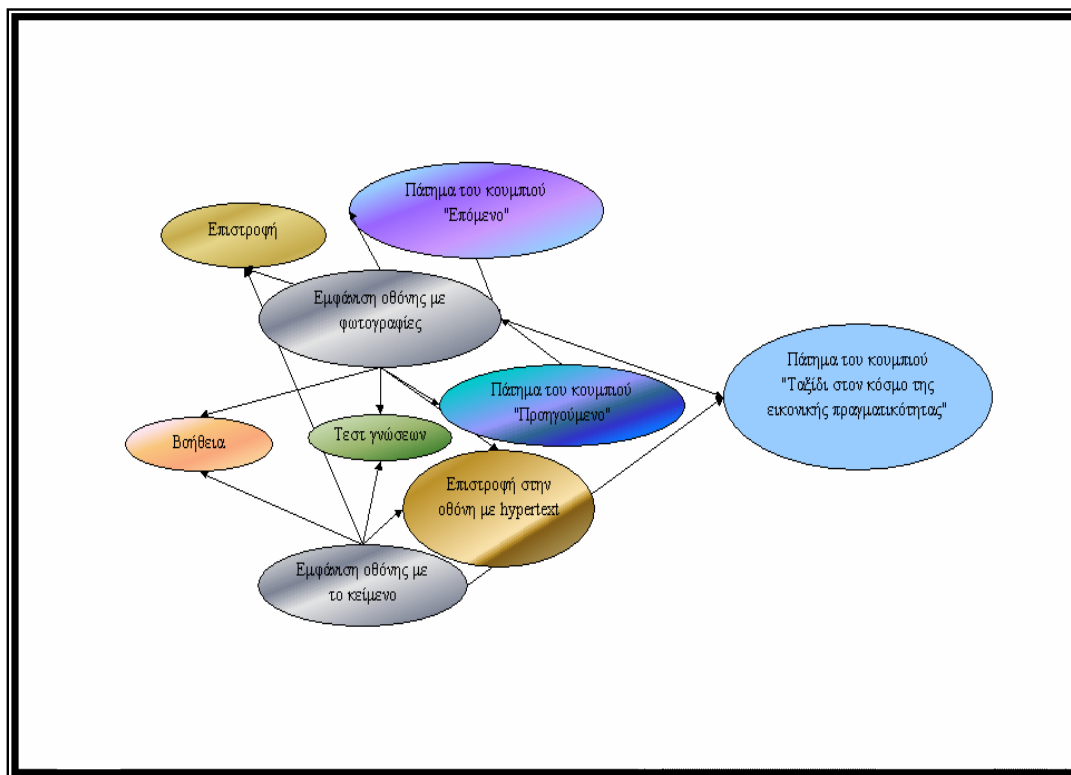 Πάτημα του κουμπιού
"Επόμενο"
Επιστροφή
Εμφάνιση οθόνης με
φωτογραφίες
Πάτημα του κουμπιού
"Ταξίδι στον κόσμο της
εικονικής πραγματικότητας"
Πάτημα του κουμπιού
"Προηγούμενο"
Βοήθεια
Τεστ γνώσεων
Επιστροφή στην
οθόνη με hypertext
Εμφάνιση οθόνης με
το κείμενο